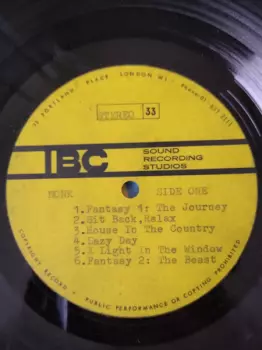 35 PORTLAND PLACE LONDON W1
STEREO 33
IBC SOUND
RECORDING
STUDIOS
MONK SIDE ONE
1.Fantasy 1: The Journey
2.Sit Back,Relax
3.House In The Country
4.Lazy Day
5.A Light In The Window
6.Fantasy 2: The Beast
COPYRIGHT RECORD • PUBLIC PERFORMANCE OR COPYING PROHIBITED